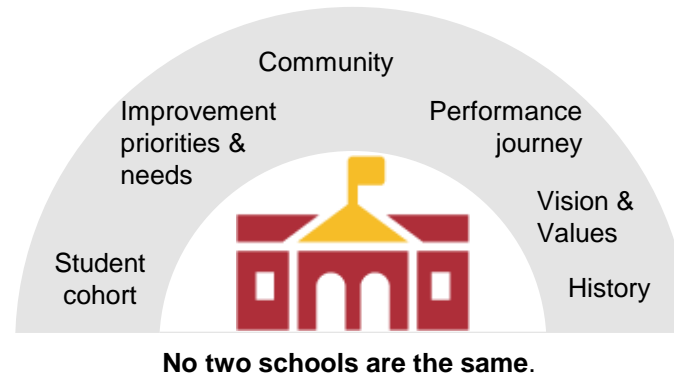 Community
Improvement
priorities &
needs
Performance
journey
Vision &
Values
Student
cohort
History
No two schools are the same.